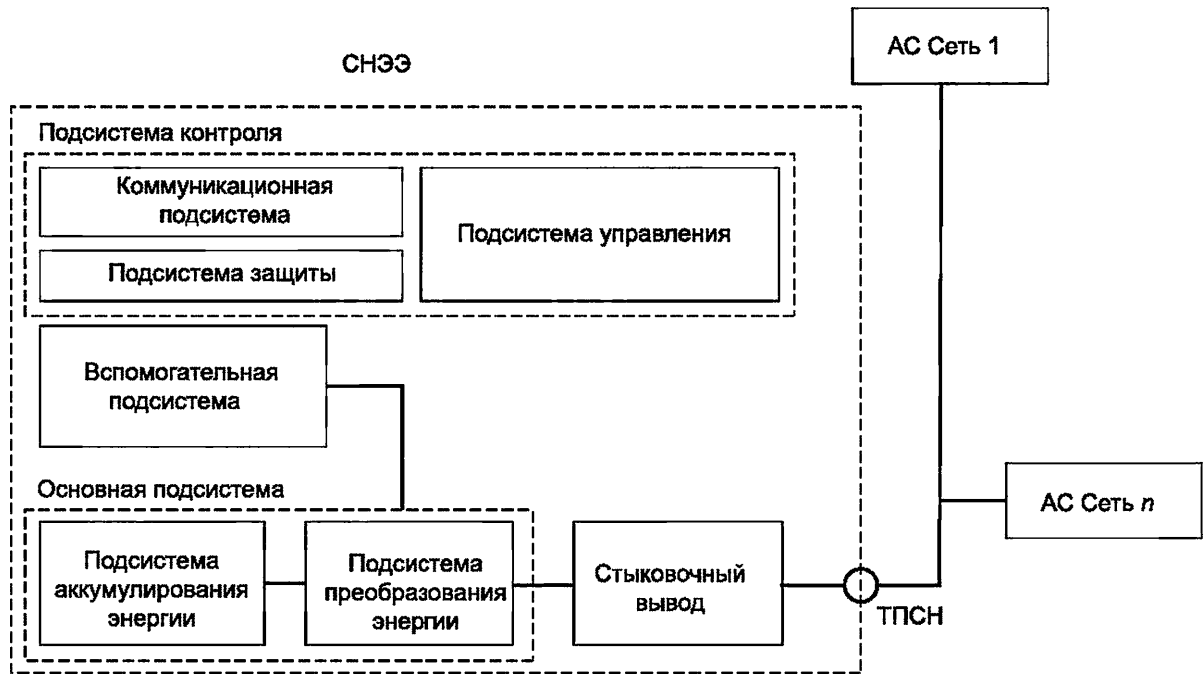 АС Сеть 1
СНЭЭ
Подсистема контроля
Коммуникационная
подсистема
Подсистема управления
Подсистема защиты
Вспомогательная
подсистема
Основная подсистема
АС Сеть n
Подсистема
аккумулирования
энергии
Подсистема
преобразования
энергии
Стыковочный
вывод
ТПСН